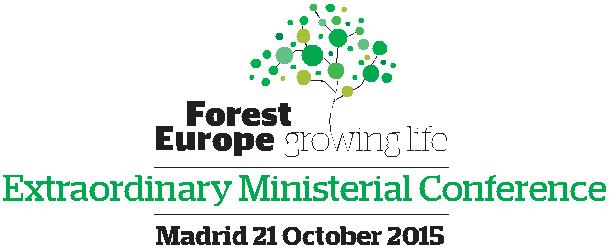 Forest
Europe growing life
Extraordinary Ministerial Conference
Madrid 21 October 2015